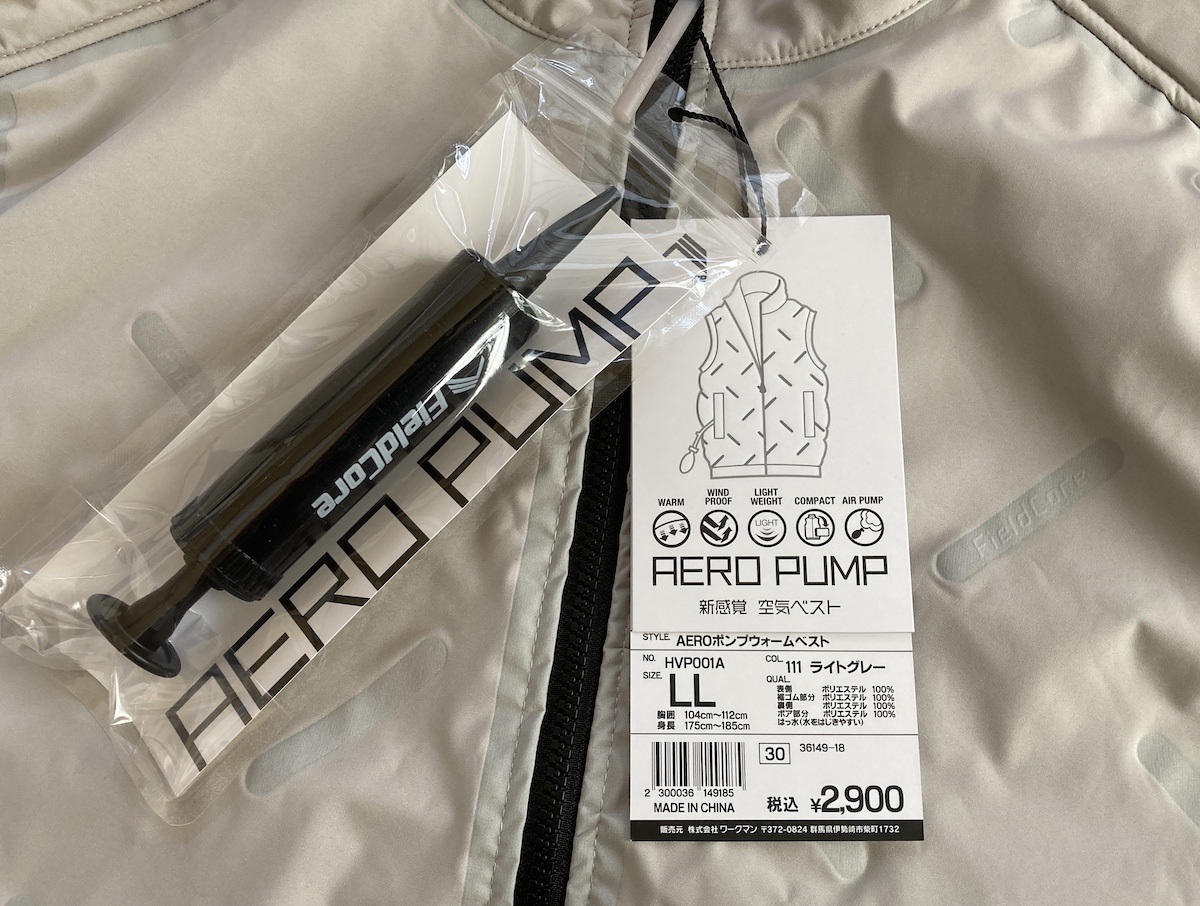 FieldCore
AERO PUMP
WARM
WIND PROOF
LIGHT WEIGHT
COMPACT
AIR PUMP
LIGHT
AERO PUMP
新感覚 空気ベスト
STYLE. AEROポンプウォームベスト
NO. HVP001A
COL. 111 ライトグレー
SIZE. LL
胸囲 104cm～112cm
身長 175cm～185cm
QUAL.
表側 ポリエステル 100%
裾ゴム部分 ポリエステル 100%
裏側 ポリエステル 100%
ボア部分 ポリエステル 100%
はっ水(水をはじきやすい)
30 36149-18
2 300036 149185
MADE IN CHINA
税込 ¥2,900
販売元 株式会社 ワークマン 〒372-0824 群馬県伊勢崎市柴町1732
FieldCore